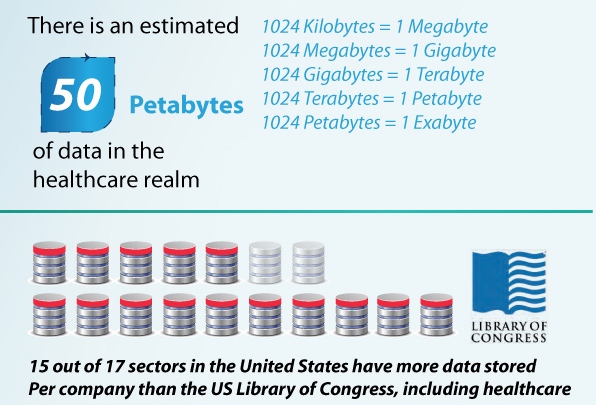 There is an estimated
50 Petabytes
of data in the
healthcare realm
1024 Kilobytes = 1 Megabyte
1024 Megabytes = 1 Gigabyte
1024 Gigabytes = 1 Terabyte
1024 Terabytes = 1 Petabyte
1024 Petabytes = 1 Exabyte
LIBRARY OF
CONGRESS
15 out of 17 sectors in the United States have more data stored
Per company than the US Library of Congress, including healthcare